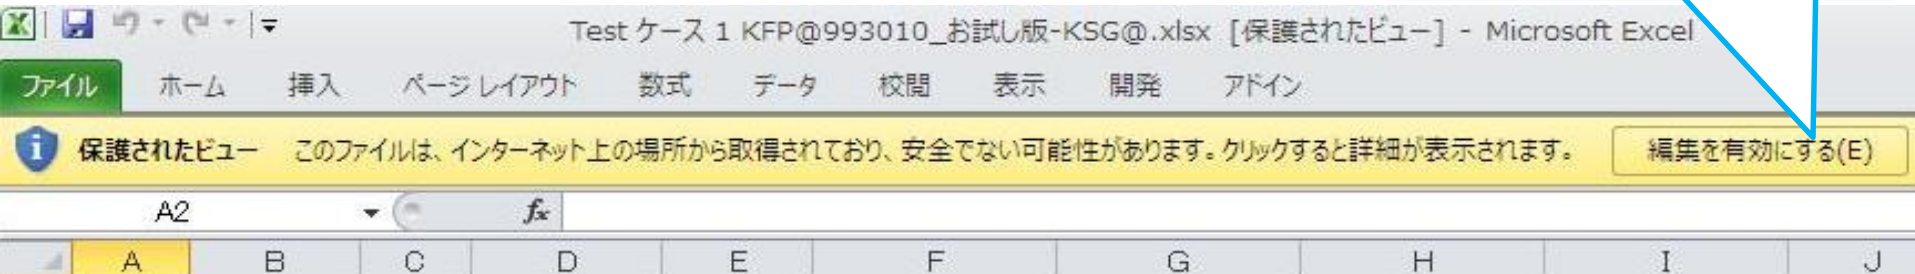 Test ケース 1 KFP@993010_お試し版-KSG@.xlsx [保護されたビュー] - Microsoft Excel
ファイル ホーム 挿入 ページ レイアウト 数式 データ 校閲 表示 開発 アドイン
保護されたビュー このファイルは、インターネット上の場所から取得されており、安全でない可能性があります。クリックすると詳細が表示されます。 編集を有効にする(E)
A2 fx
A B C D E F G H I J